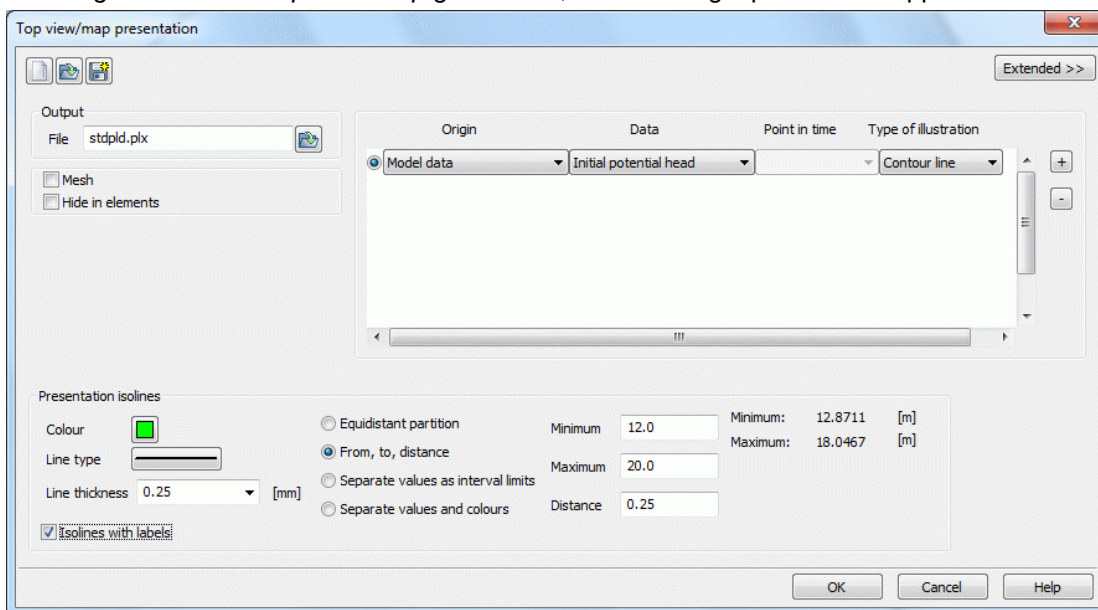 Top view/map presentation
Extended >>
Output
File stdpld.plx
Mesh
Hide in elements
Origin Data Point in time Type of illustration
Model data Initial potential head Contour line
+
-
Presentation isolines
Colour
Line type
Line thickness 0.25 [mm]
Isolines with labels
Equidistant partition
From, to, distance
Separate values as interval limits
Separate values and colours
Minimum 12.0
Maximum 20.0
Distance 0.25
Minimum: 12.8711 [m]
Maximum: 18.0467 [m]
OK Cancel Help